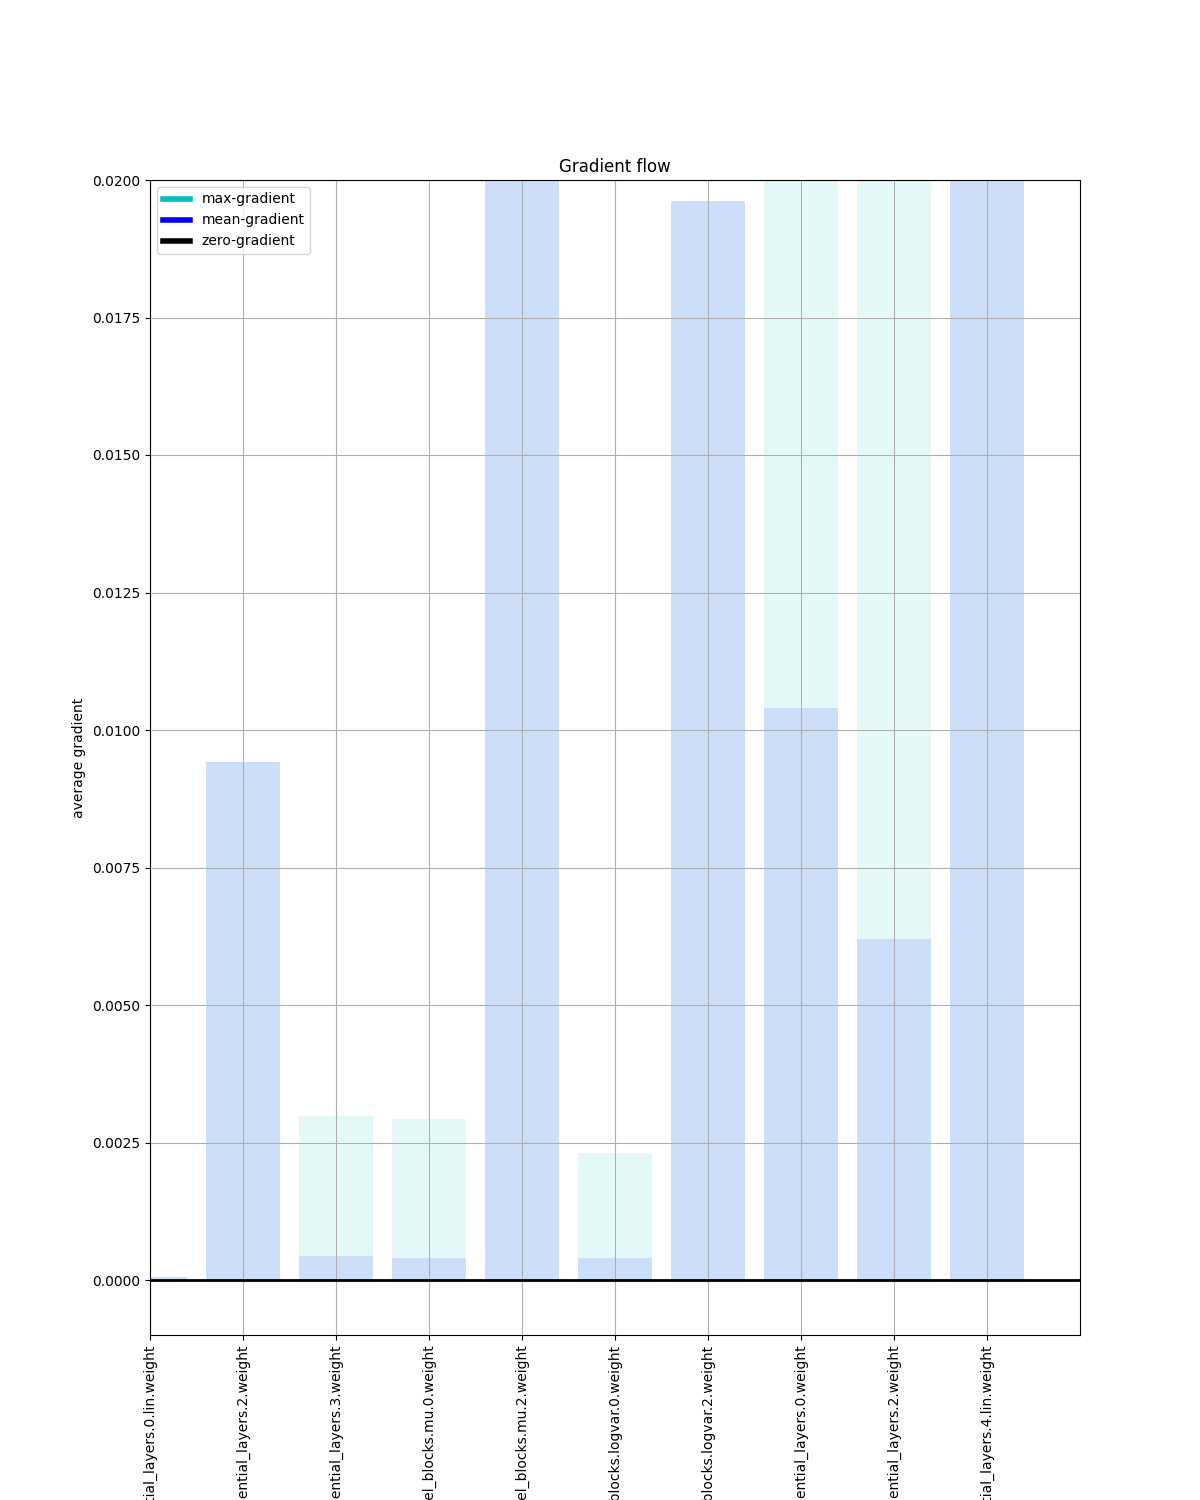 Gradient flow
max-gradient
mean-gradient
zero-gradient
0.0200
0.0175
0.0150
0.0125
0.0100
0.0075
0.0050
0.0025
0.0000
average gradient
tial_layers.0.lin.weight
ential_layers.2.weight
ential_layers.3.weight
el_blocks.mu.0.weight
el_blocks.mu.2.weight
blocks.logvar.0.weight
blocks.logvar.2.weight
ential_layers.0.weight
ential_layers.2.weight
tial_layers.4.lin.weight